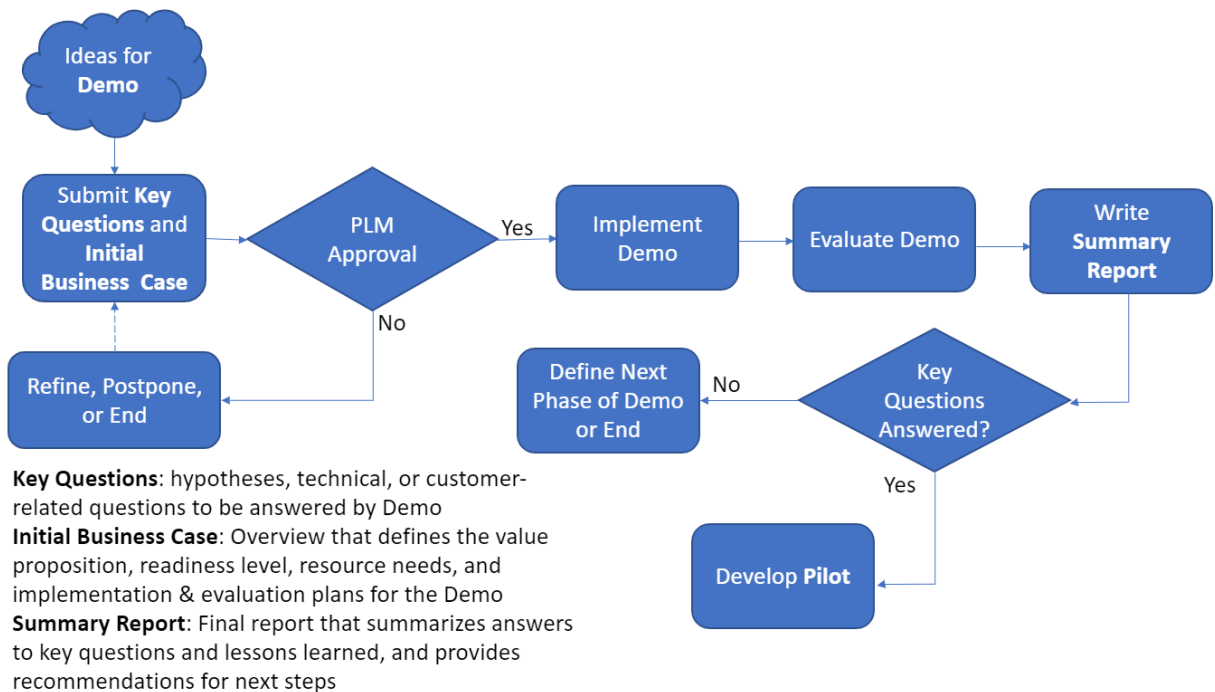 Ideas for
Demo
Submit Key
Questions and
Initial
Business Case
PLM
Approval
Yes
Implement
Demo
Evaluate Demo
Write
Summary
Report
No
Refine, Postpone,
or End
Define Next
Phase of Demo
or End
No
Key
Questions
Answered?
Yes
Develop Pilot
Key Questions: hypotheses, technical, or customer-
related questions to be answered by Demo
Initial Business Case: Overview that defines the value
proposition, readiness level, resource needs, and
implementation & evaluation plans for the Demo
Summary Report: Final report that summarizes answers
to key questions and lessons learned, and provides
recommendations for next steps